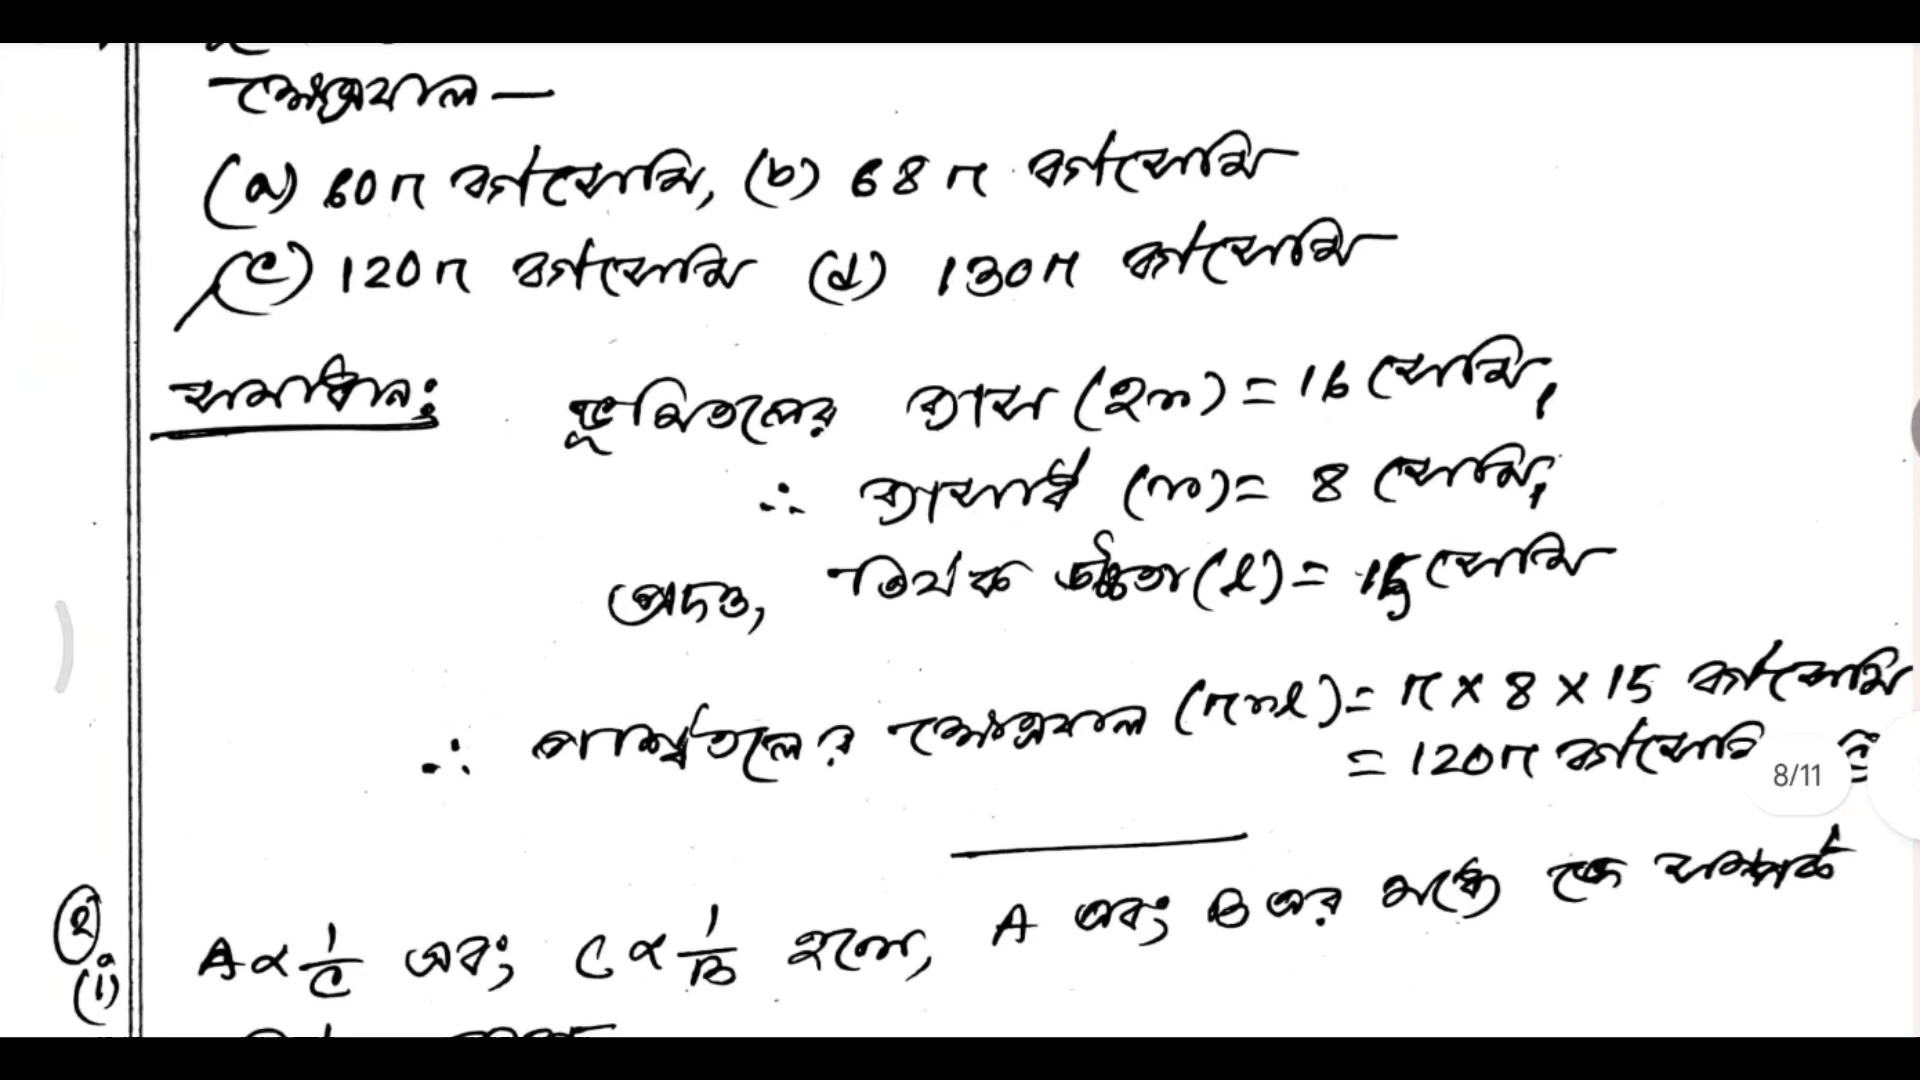 ক্ষেত্রফল —
(a) 60π বর্গসেমি, (b) 68π বর্গসেমি
(c) 120π বর্গসেমি (d) 130π বর্গসেমি
সমাধানঃ ভূমিতলের ব্যাস (2r) = 16 সেমি,
∴ ব্যাসার্ধ (r) = 8 সেমি,
প্রদত্ত, তির্যক উচ্চতা (l) = 15 সেমি
∴ পার্শ্বতলের ক্ষেত্রফল (πrl) = π × 8 × 15 বর্গসেমি
= 120π বর্গসেমি
8/11
2.
(i) A∝1/C এবং C∝1/B হলে, A এবং B এর মধ্যে কে সম্পর্ক